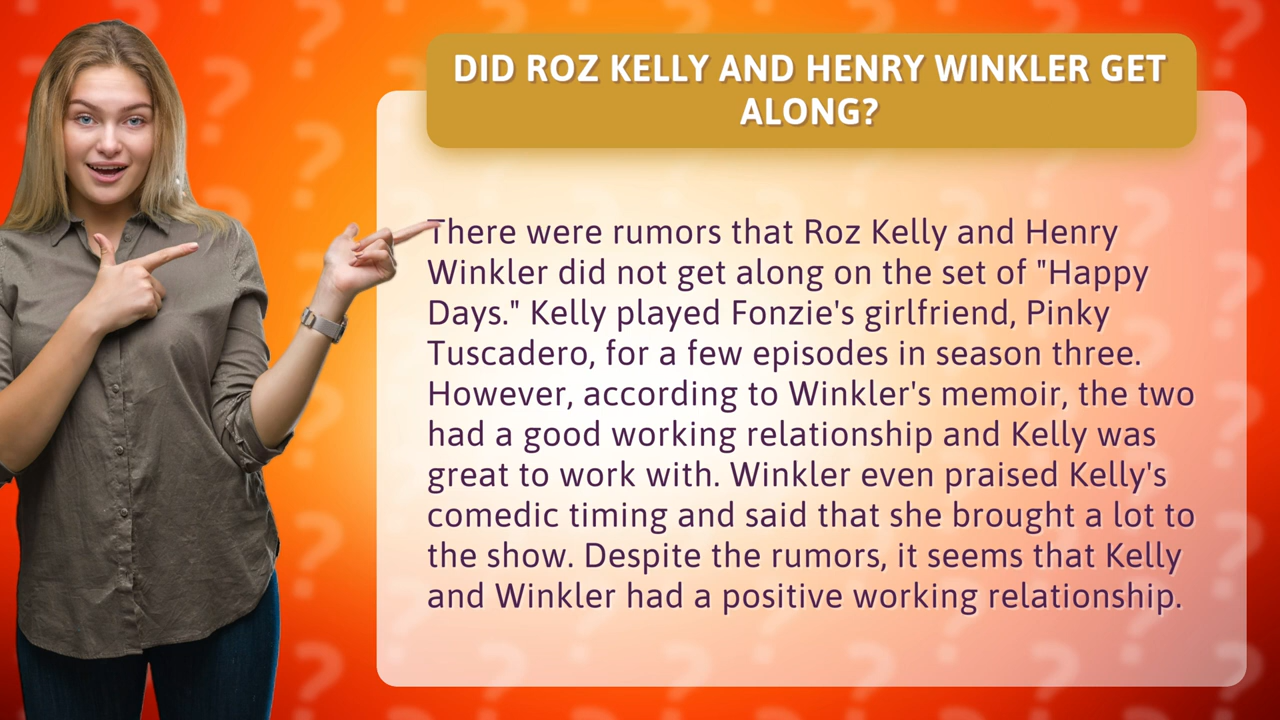 DID ROZ KELLY AND HENRY WINKLER GET
ALONG?
There were rumors that Roz Kelly and Henry
Winkler did not get along on the set of "Happy
Days." Kelly played Fonzie's girlfriend, Pinky
Tuscadero, for a few episodes in season three.
However, according to Winkler's memoir, the two
had a good working relationship and Kelly was
great to work with. Winkler even praised Kelly's
comedic timing and said that she brought a lot to
the show. Despite the rumors, it seems that Kelly
and Winkler had a positive working relationship.